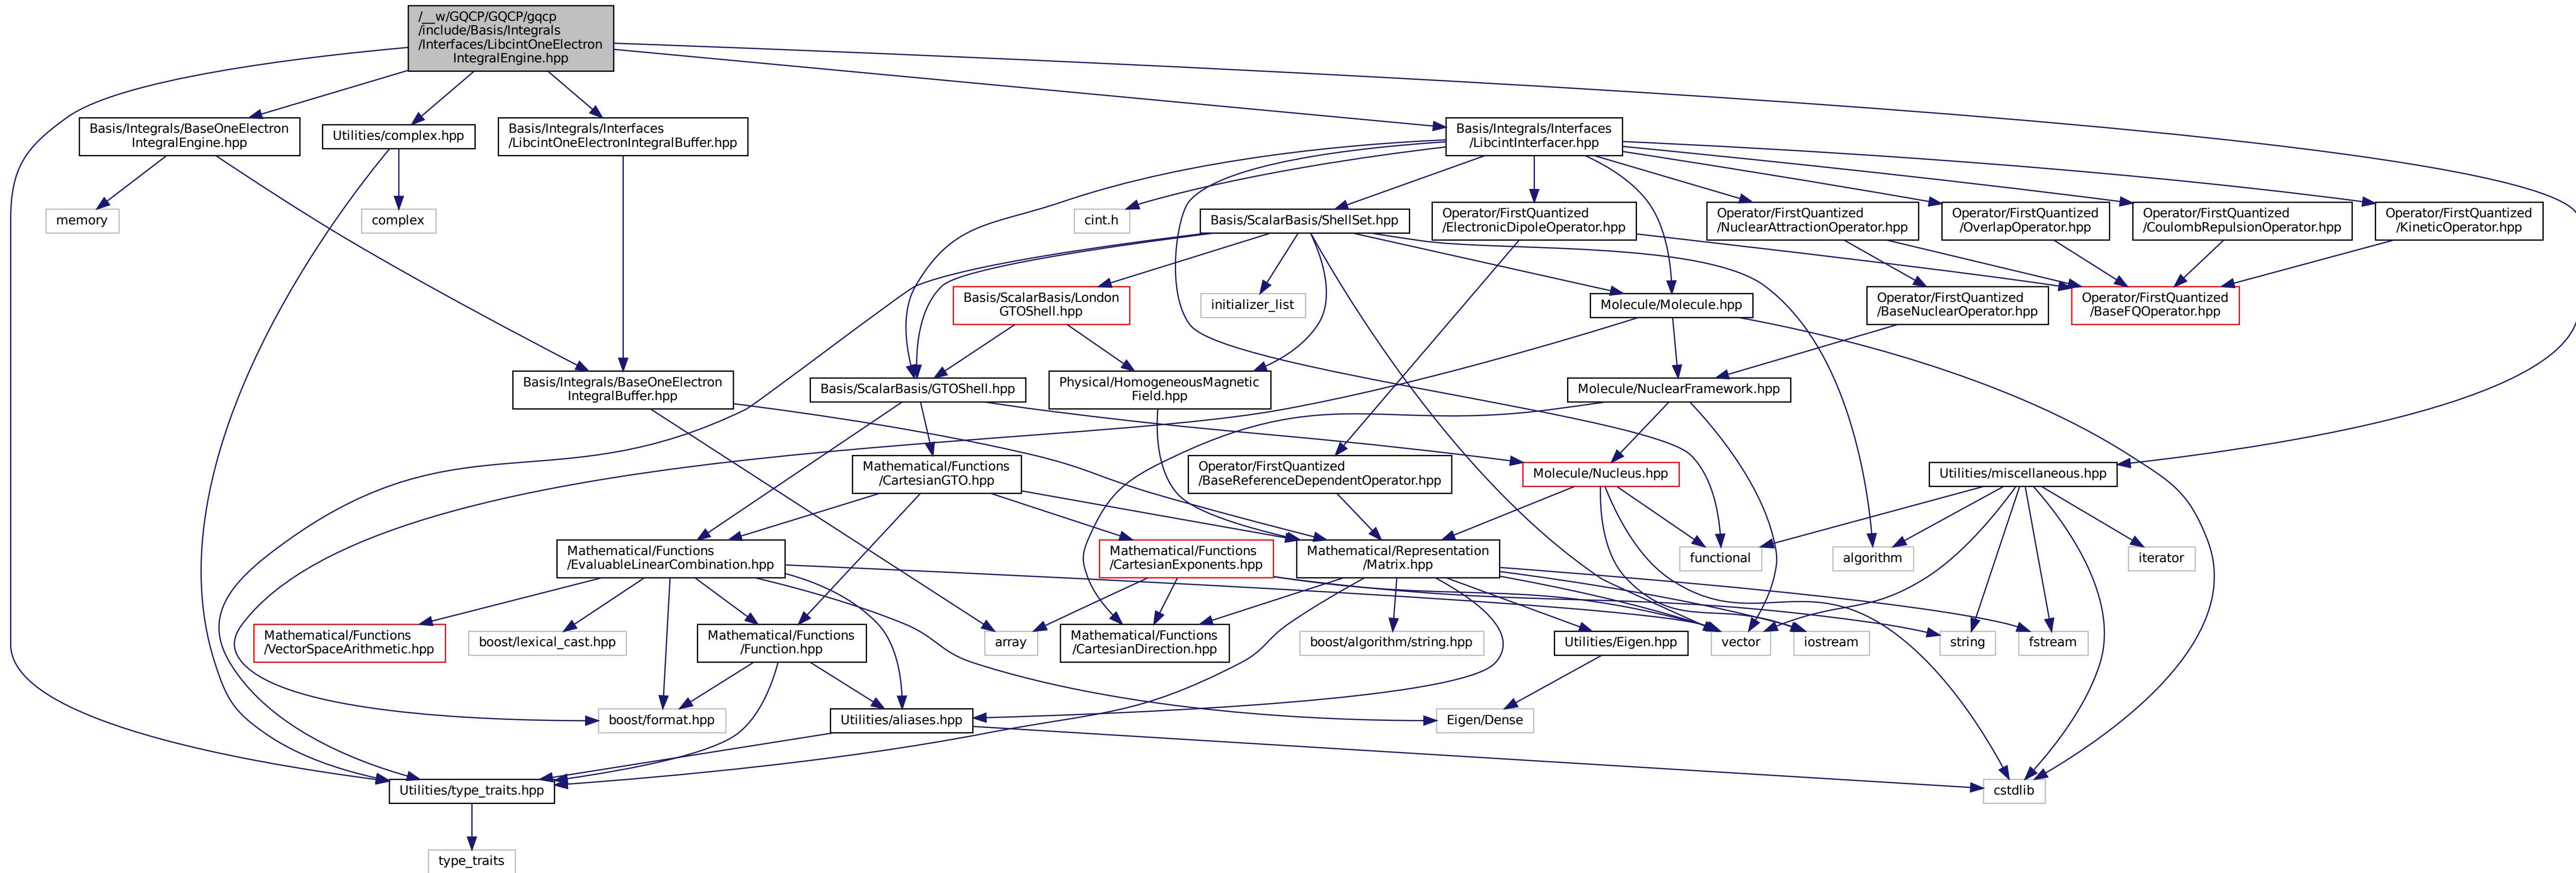 /__w/GQCP/GQCP/gqcp
/include/Basis/Integrals
/Interfaces/LibcintOneElectron
IntegralEngine.hpp
Basis/Integrals/BaseOneElectron
IntegralEngine.hpp
Utilities/complex.hpp
Basis/Integrals/Interfaces
/LibcintOneElectronIntegralBuffer.hpp
Basis/Integrals/Interfaces
/LibcintInterfacer.hpp
memory
complex
cint.h
Basis/ScalarBasis/ShellSet.hpp
Operator/FirstQuantized
/ElectronicDipoleOperator.hpp
Operator/FirstQuantized
/NuclearAttractionOperator.hpp
Operator/FirstQuantized
/OverlapOperator.hpp
Operator/FirstQuantized
/CoulombRepulsionOperator.hpp
Operator/FirstQuantized
/KineticOperator.hpp
Basis/ScalarBasis/London
GTOShell.hpp
initializer_list
Molecule/Molecule.hpp
Operator/FirstQuantized
/BaseNuclearOperator.hpp
Operator/FirstQuantized
/BaseFQOperator.hpp
Basis/Integrals/BaseOneElectron
IntegralBuffer.hpp
Basis/ScalarBasis/GTOShell.hpp
Physical/HomogeneousMagnetic
Field.hpp
Molecule/NuclearFramework.hpp
Mathematical/Functions
/CartesianGTO.hpp
Operator/FirstQuantized
/BaseReferenceDependentOperator.hpp
Molecule/Nucleus.hpp
Utilities/miscellaneous.hpp
Mathematical/Functions
/EvaluableLinearCombination.hpp
Mathematical/Functions
/CartesianExponents.hpp
Mathematical/Representation
/Matrix.hpp
functional
algorithm
iterator
Mathematical/Functions
/VectorSpaceArithmetic.hpp
boost/lexical_cast.hpp
Mathematical/Functions
/Function.hpp
array
Mathematical/Functions
/CartesianDirection.hpp
boost/algorithm/string.hpp
Utilities/Eigen.hpp
vector
iostream
string
fstream
boost/format.hpp
Utilities/aliases.hpp
Eigen/Dense
Utilities/type_traits.hpp
cstdlib
type_traits